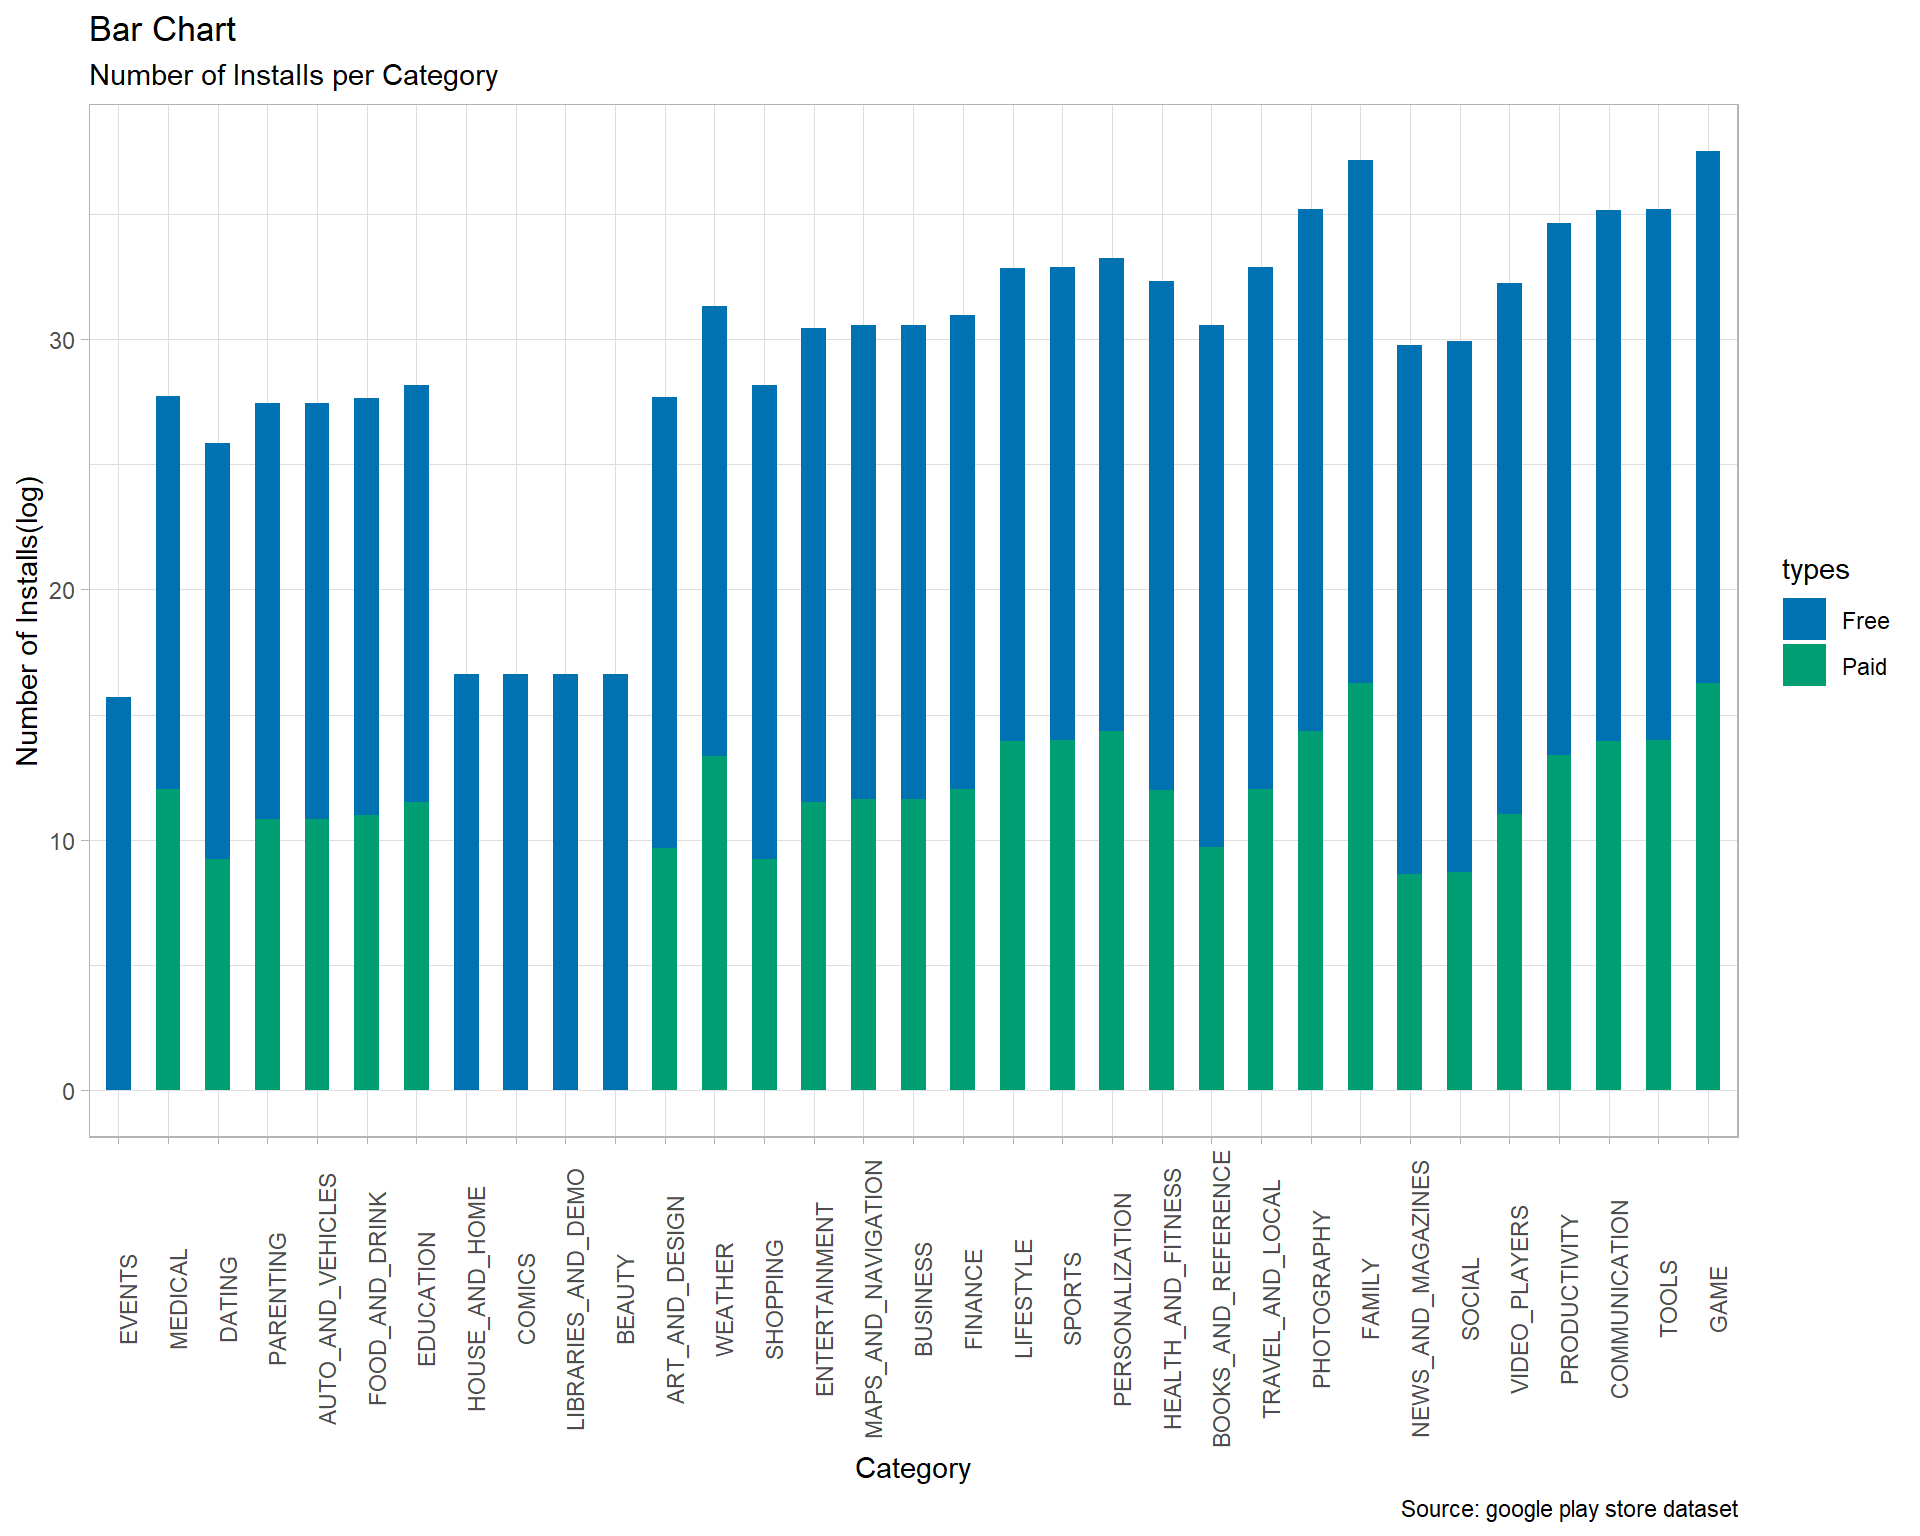 Bar Chart
Number of Installs per Category
Number of Installs(log)
30
20
10
0
types
Free
Paid
EVENTS
MEDICAL
DATING
PARENTING
AUTO_AND_VEHICLES
FOOD_AND_DRINK
EDUCATION
HOUSE_AND_HOME
COMICS
LIBRARIES_AND_DEMO
BEAUTY
ART_AND_DESIGN
WEATHER
SHOPPING
ENTERTAINMENT
MAPS_AND_NAVIGATION
BUSINESS
FINANCE
LIFESTYLE
SPORTS
PERSONALIZATION
HEALTH_AND_FITNESS
BOOKS_AND_REFERENCE
TRAVEL_AND_LOCAL
PHOTOGRAPHY
FAMILY
NEWS_AND_MAGAZINES
SOCIAL
VIDEO_PLAYERS
PRODUCTIVITY
COMMUNICATION
TOOLS
GAME
Category
Source: google play store dataset